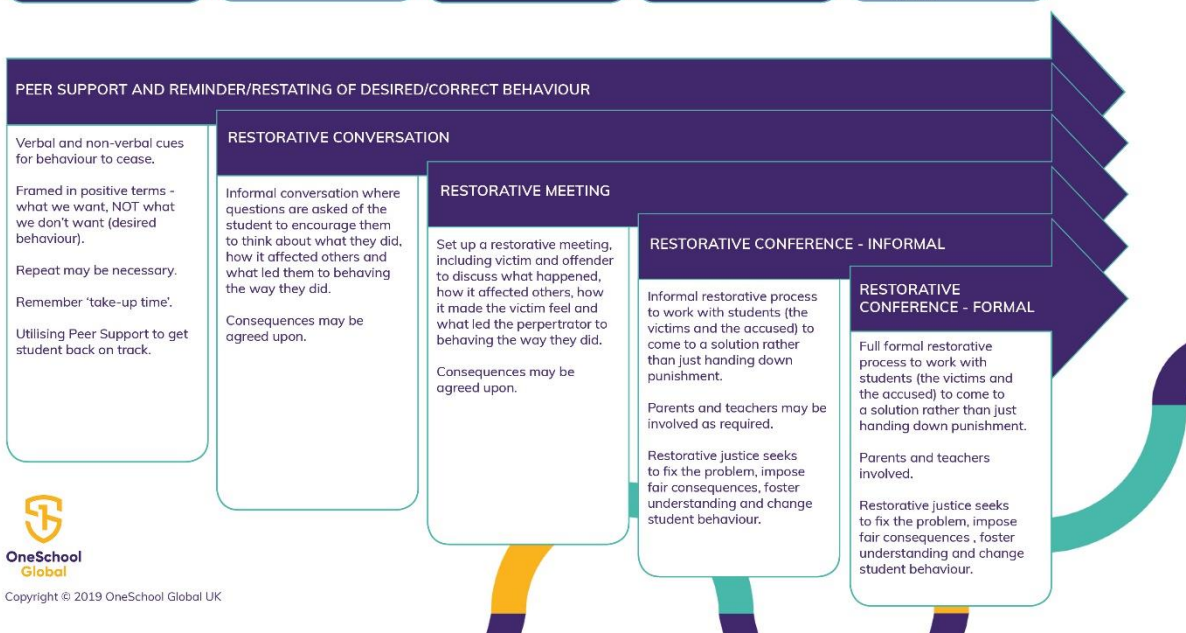 PEER SUPPORT AND REMINDER/RESTATING OF DESIRED/CORRECT BEHAVIOUR
Verbal and non-verbal cues
for behaviour to cease.
Framed in positive terms -
what we want, NOT what
we don't want (desired
behaviour).
Repeat may be necessary.
Remember 'take-up time'.
Utilising Peer Support to get
student back on track.
RESTORATIVE CONVERSATION
Informal conversation where
questions are asked of the
student to encourage them
to think about what they did,
how it affected others and
what led them to behaving
the way they did.
Consequences may be
agreed upon.
RESTORATIVE MEETING
Set up a restorative meeting,
including victim and offender
to discuss what happened,
how it affected others, how
it made the victim feel and
what led the perpertrator to
behaving the way they did.
Consequences may be
agreed upon.
RESTORATIVE CONFERENCE - INFORMAL
Informal restorative process
to work with students (the
victims and the accused) to
come to a solution rather
than just handing down
punishment.
Parents and teachers may be
involved as required.
Restorative justice seeks
to fix the problem, impose
fair consequences, foster
understanding and change
student behaviour.
RESTORATIVE
CONFERENCE - FORMAL
Full formal restorative
process to work with
students (the victims and
the accused) to come to
a solution rather than just
handing down punishment.
Parents and teachers
involved.
Restorative justice seeks
to fix the problem, impose
fair consequences , foster
understanding and change
student behaviour.
OneSchool
Global
Copyright © 2019 OneSchool Global UK